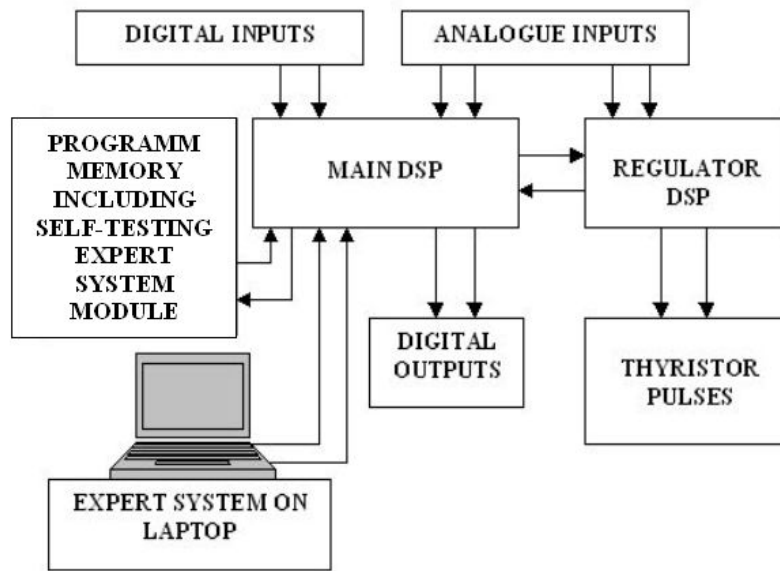 DIGITAL INPUTS
ANALOGUE INPUTS
PROGRAMM
MEMORY
INCLUDING
SELF-TESTING
EXPERT
SYSTEM
MODULE
MAIN DSP
REGULATOR
DSP
DIGITAL
OUTPUTS
THYRISTOR
PULSES
EXPERT SYSTEM ON
LAPTOP